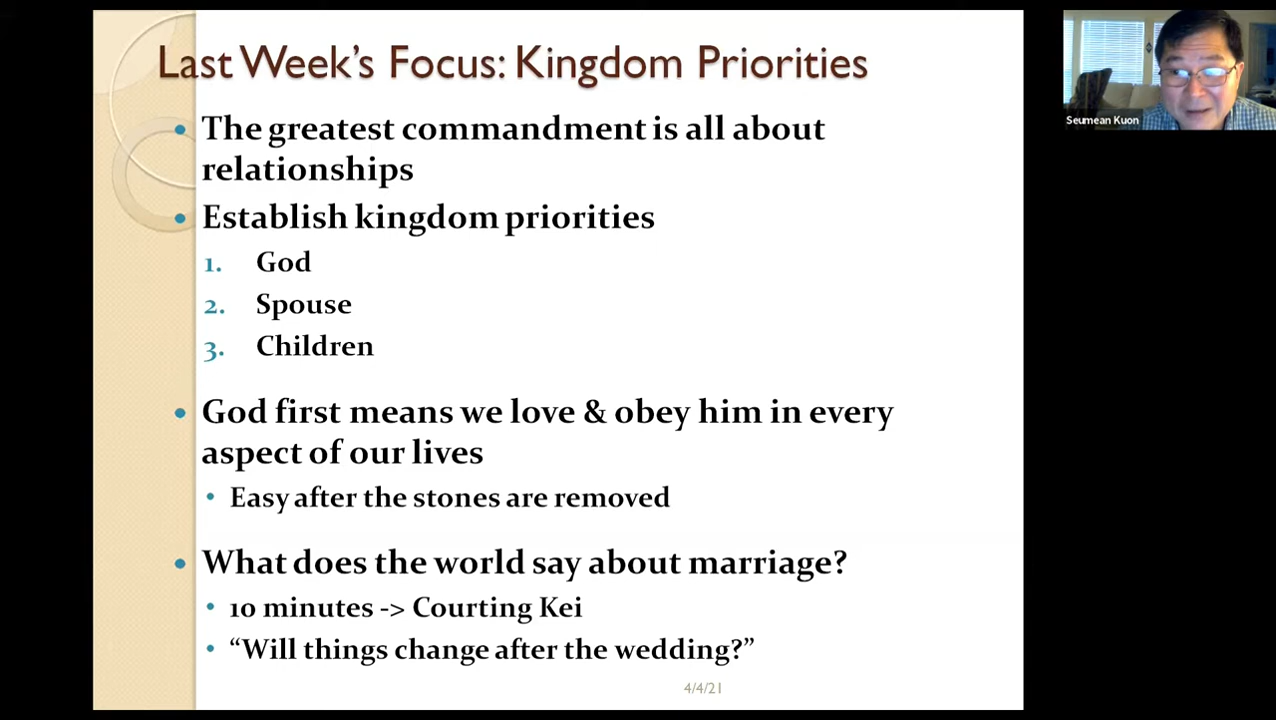 Last Week's Focus: Kingdom Priorities
• The greatest commandment is all about
relationships
• Establish kingdom priorities
1. God
2. Spouse
3. Children
• God first means we love & obey him in every
aspect of our lives
• Easy after the stones are removed
• What does the world say about marriage?
• 10 minutes -> Courting Kei
• “Will things change after the wedding?”
4/4/21
Seumean Kuon